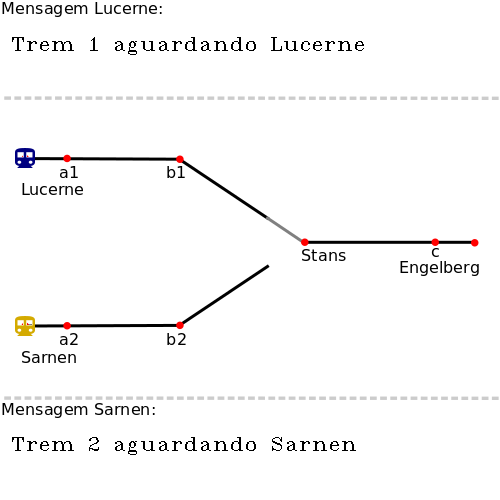 Mensagem Lucerne:
Trem 1 aguardando Lucerne
a1
b1
Lucerne
Stans
c
Engelberg
a2
b2
Sarnen
Mensagem Sarnen:
Trem 2 aguardando Sarnen